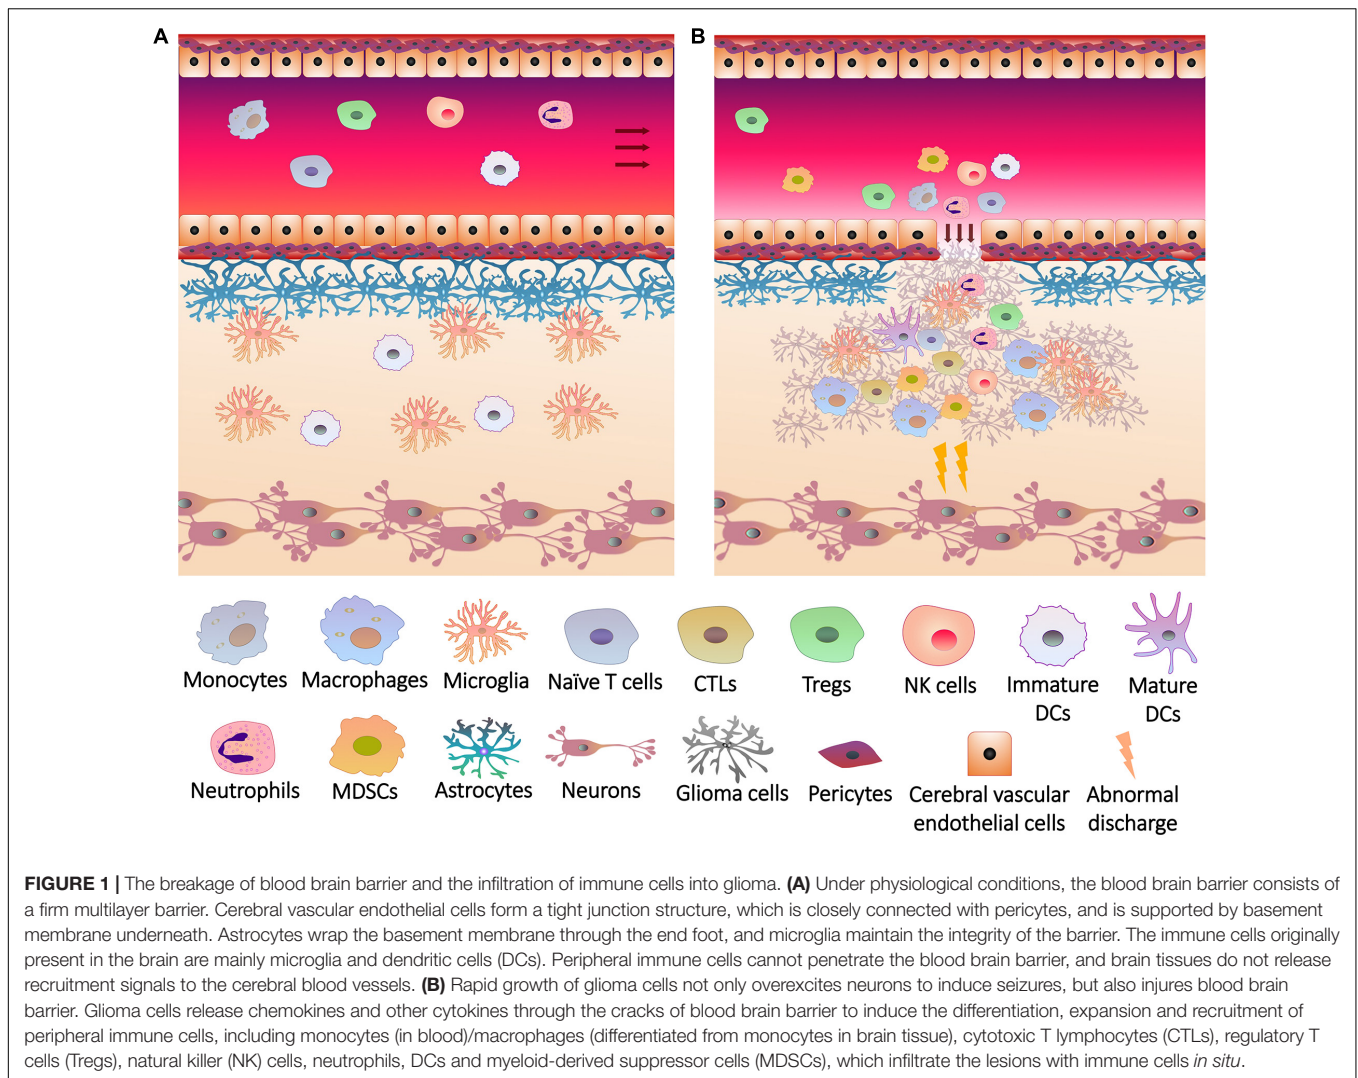 A
B
Monocytes
Macrophages
Microglia
Naïve T cells
CTLs
Tregs
NK cells
Immature
DCs
Mature
DCs
Neutrophils
MDSCs
Astrocytes
Neurons
Glioma cells
Pericytes
Cerebral vascular
endothelial cells
Abnormal
discharge
FIGURE 1 | The breakage of blood brain barrier and the infiltration of immune cells into glioma. (A) Under physiological conditions, the blood brain barrier consists of
a firm multilayer barrier. Cerebral vascular endothelial cells form a tight junction structure, which is closely connected with pericytes, and is supported by basement
membrane underneath. Astrocytes wrap the basement membrane through the end foot, and microglia maintain the integrity of the barrier. The immune cells originally
present in the brain are mainly microglia and dendritic cells (DCs). Peripheral immune cells cannot penetrate the blood brain barrier, and brain tissues do not release
recruitment signals to the cerebral blood vessels. (B) Rapid growth of glioma cells not only overexcites neurons to induce seizures, but also injures blood brain
barrier. Glioma cells release chemokines and other cytokines through the cracks of blood brain barrier to induce the differentiation, expansion and recruitment of
peripheral immune cells, including monocytes (in blood)/macrophages (differentiated from monocytes in brain tissue), cytotoxic T lymphocytes (CTLs), regulatory T
cells (Tregs), natural killer (NK) cells, neutrophils, DCs and myeloid-derived suppressor cells (MDSCs), which infiltrate the lesions with immune cells in situ.